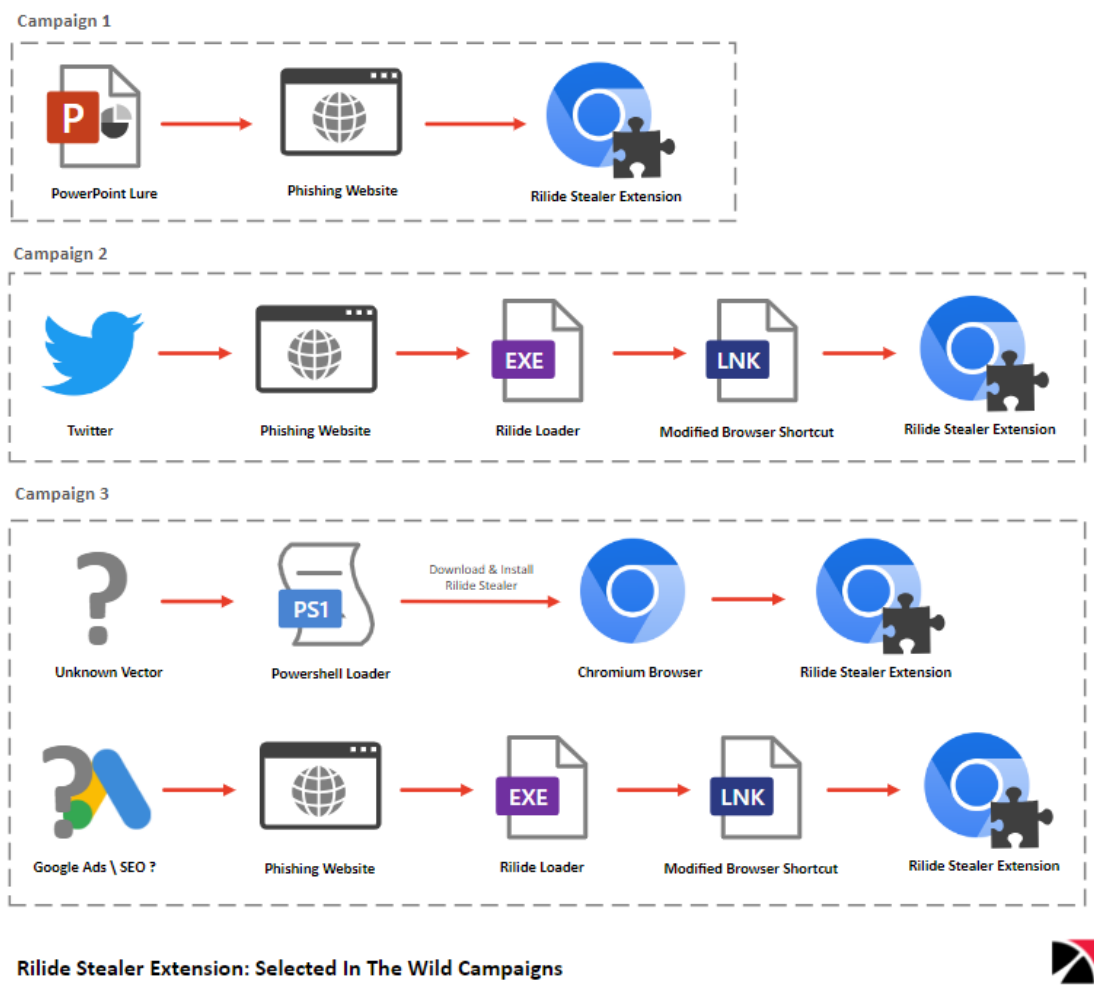 Campaign 1
P
PowerPoint Lure
Phishing Website
Rilide Stealer Extension
Campaign 2
EXE
LNK
Twitter
Phishing Website
Rilide Loader
Modified Browser Shortcut
Rilide Stealer Extension
Campaign 3
?
PS1
Download & Install
Rilide Stealer
Unknown Vector
Powershell Loader
Chromium Browser
Rilide Stealer Extension
?
EXE
LNK
Google Ads \ SEO ?
Phishing Website
Rilide Loader
Modified Browser Shortcut
Rilide Stealer Extension
Rilide Stealer Extension: Selected In The Wild Campaigns